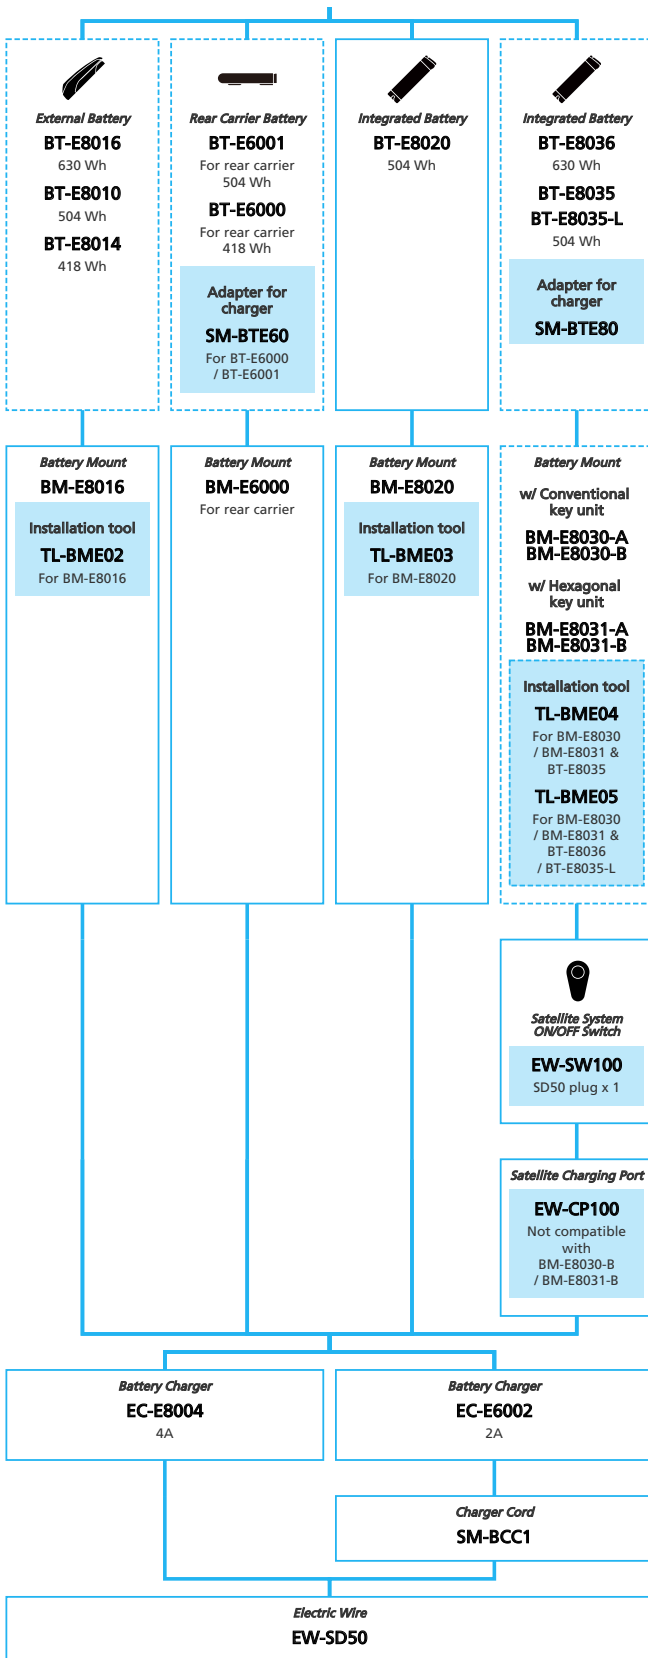 External Battery
BT-E8016
630 Wh
BT-E8010
504 Wh
BT-E8014
418 Wh
Rear Carrier Battery
BT-E6001
For rear carrier
504 Wh
BT-E6000
For rear carrier
418 Wh
Adapter for
charger
SM-BTE60
For BT-E6000
/ BT-E6001
Integrated Battery
BT-E8020
504 Wh
Integrated Battery
BT-E8036
630 Wh
BT-E8035
BT-E8035-L
504 Wh
Adapter for
charger
SM-BTE80
Battery Mount
BM-E8016
Installation tool
TL-BME02
For BM-E8016
Battery Mount
BM-E6000
For rear carrier
Battery Mount
BM-E8020
Installation tool
TL-BME03
For BM-E8020
Battery Mount
w/ Conventional
key unit
BM-E8030-A
BM-E8030-B
w/ Hexagonal
key unit
BM-E8031-A
BM-E8031-B
Installation tool
TL-BME04
For BM-E8030
/ BM-E8031 &
BT-E8035
TL-BME05
For BM-E8030
/ BM-E8031 &
BT-E8036
/ BT-E8035-L
Satellite System
ON/OFF Switch
EW-SW100
SD50 plug x 1
Satellite Charging Port
EW-CP100
Not compatible
with
BM-E8030-B
/ BM-E8031-B
Battery Charger
EC-E8004
4A
Battery Charger
EC-E6002
2A
Charger Cord
SM-BCC1
Electric Wire
EW-SD50